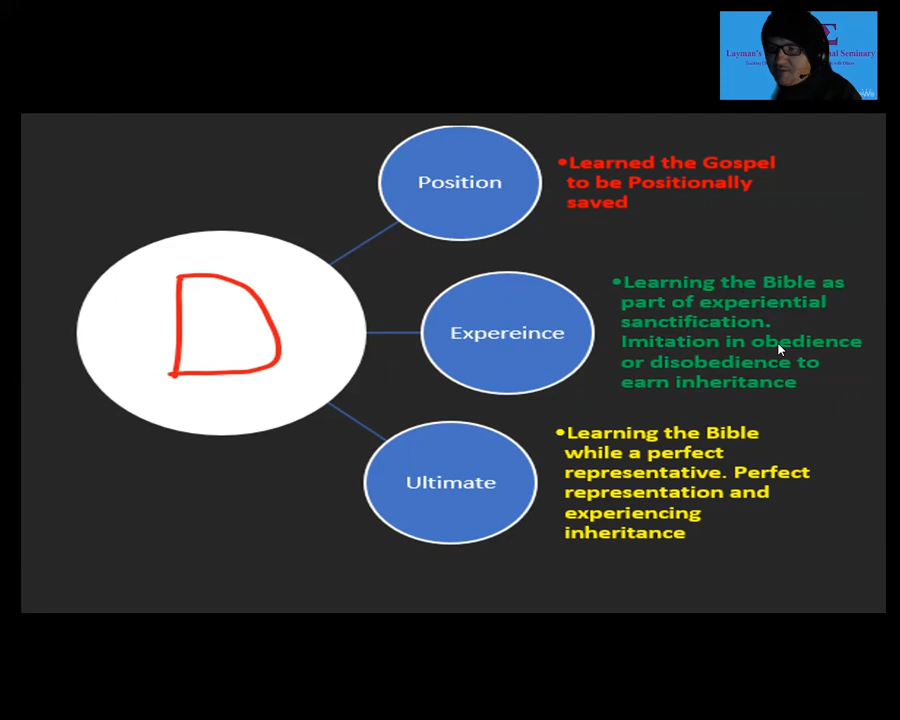 Layman's
nal Seminary
D
Position
•Learned the Gospel
to be Positionally
saved
Expereince
•Learning the Bible as
part of experiential
sanctification.
Imitation in obedience
or disobedience to
earn inheritance
Ultimate
•Learning the Bible
while a perfect
representative. Perfect
representation and
experiencing
inheritance